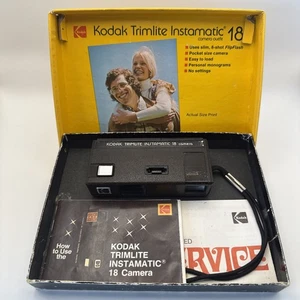 Kodak Trimlite Instamatic 18
camera outfit
• Uses slim, 8-shot FlipFlash
• Pocket size camera
• Easy to load
• Personal monograms
• No settings
Kodak
Actual Size Print
KODAK TRIMLITE INSTAMATIC 18 camera
How to Use the
Kodak
KODAK
TRIMLITE
INSTAMATIC
18 Camera
Kodak
SERVICE